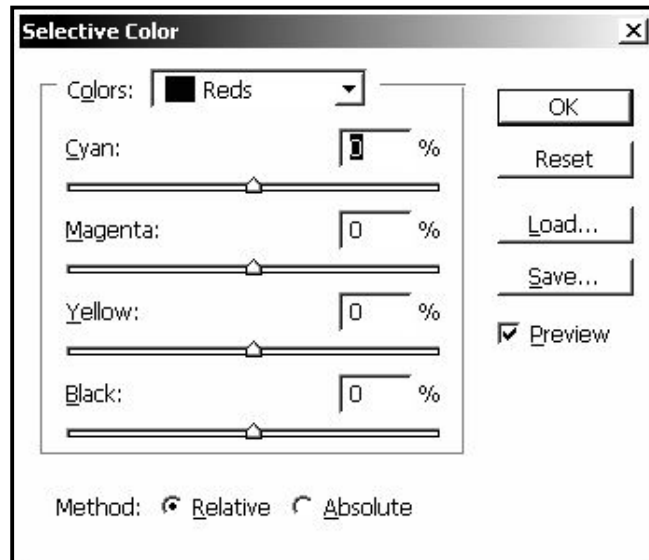 Selective Color
Colors: Reds
Cyan: 0 %
Magenta: 0 %
Yellow: 0 %
Black: 0 %
Method: Relative Absolute
OK
Reset
Load...
Save...
Preview